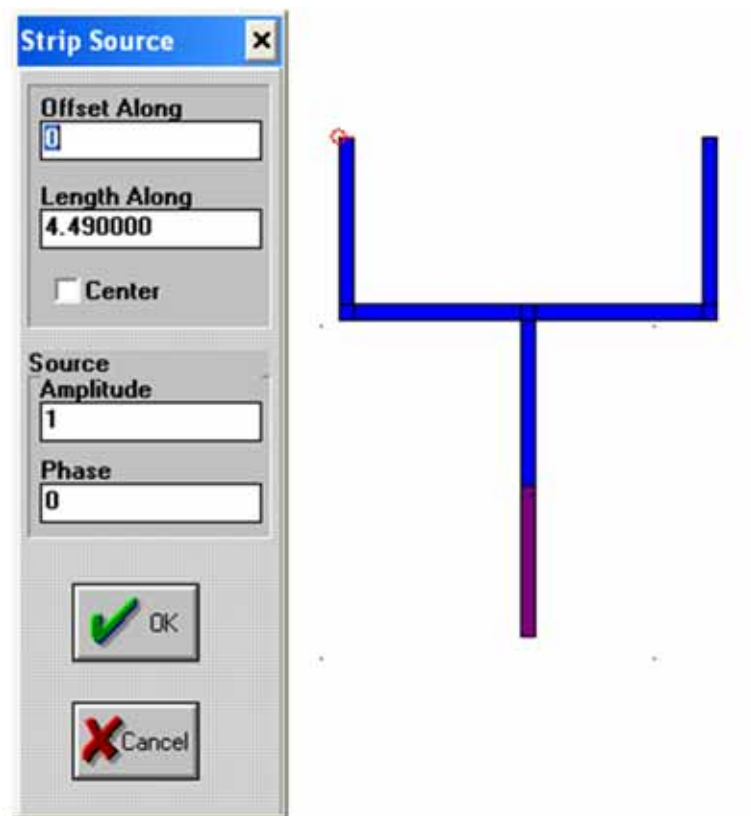 Strip Source
Offset Along
0
Length Along
4.490000
Center
Source
Amplitude
1
Phase
0
OK
Cancel